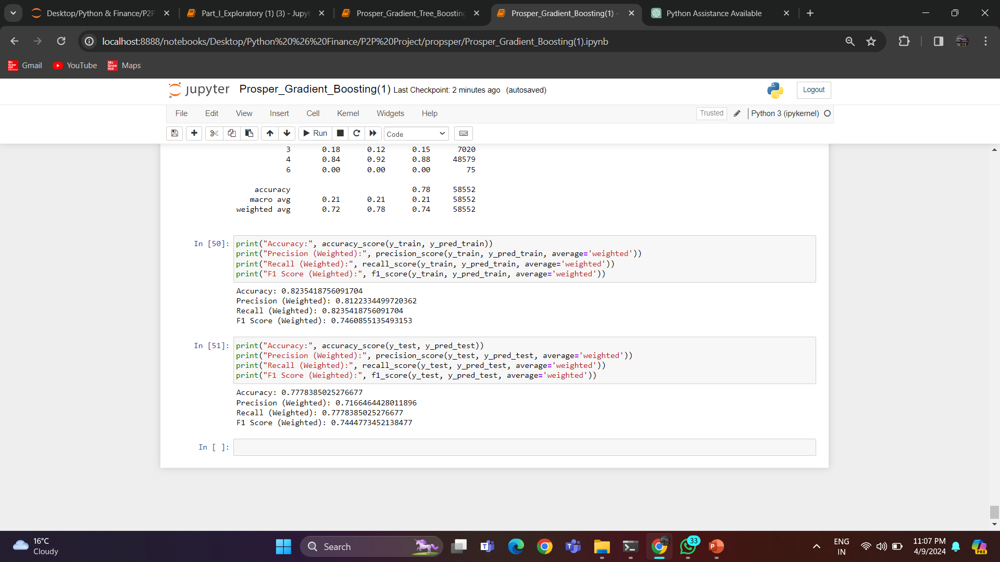 Desktop/Python & Finance/P2P
Part_I_Exploratory (1) (3) - Jupyt
Prosper_Gradient_Tree_Boosting
Prosper_Gradient_Boosting(1) -
Python Assistance Available
localhost:8888/notebooks/Desktop/Python%20%26%20Finance/P2P%20Project/propsper/Prosper_Gradient_Boosting(1).ipynb
Gmail YouTube Maps
jupyter Prosper_Gradient_Boosting(1) Last Checkpoint: 2 minutes ago (autosaved) Logout
File Edit View Insert Cell Kernel Widgets Help Trusted Python 3 (ipykernel)
Run Code
3 0.18 0.12 0.15 7020
4 0.84 0.92 0.88 48579
6 0.00 0.00 0.00 75
accuracy 0.78 58552
macro avg 0.21 0.21 0.21 58552
weighted avg 0.72 0.78 0.74 58552
In [50]: print("Accuracy:", accuracy_score(y_train, y_pred_train))
print("Precision (Weighted):", precision_score(y_train, y_pred_train, average='weighted'))
print("Recall (Weighted):", recall_score(y_train, y_pred_train, average='weighted'))
print("F1 Score (Weighted):", f1_score(y_train, y_pred_train, average='weighted'))
Accuracy: 0.8235418756091704
Precision (Weighted): 0.8122334499720362
Recall (Weighted): 0.8235418756091704
F1 Score (Weighted): 0.7460855135493153
In [51]: print("Accuracy:", accuracy_score(y_test, y_pred_test))
print("Precision (Weighted):", precision_score(y_test, y_pred_test, average='weighted'))
print("Recall (Weighted):", recall_score(y_test, y_pred_test, average='weighted'))
print("F1 Score (Weighted):", f1_score(y_test, y_pred_test, average='weighted'))
Accuracy: 0.7778385025276677
Precision (Weighted): 0.7166464428011896
Recall (Weighted): 0.7778385025276677
F1 Score (Weighted): 0.7444773452138477
In [ ]:
16°C
Cloudy
Search
33
ENG
IN
11:07 PM
4/9/2024
PRE